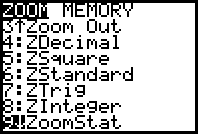 ZOOM MEMORY
3↑Zoom Out
4:ZDecimal
5:ZSquare
6:ZStandard
7:ZTrig
8:ZInteger
9↓ZoomStat